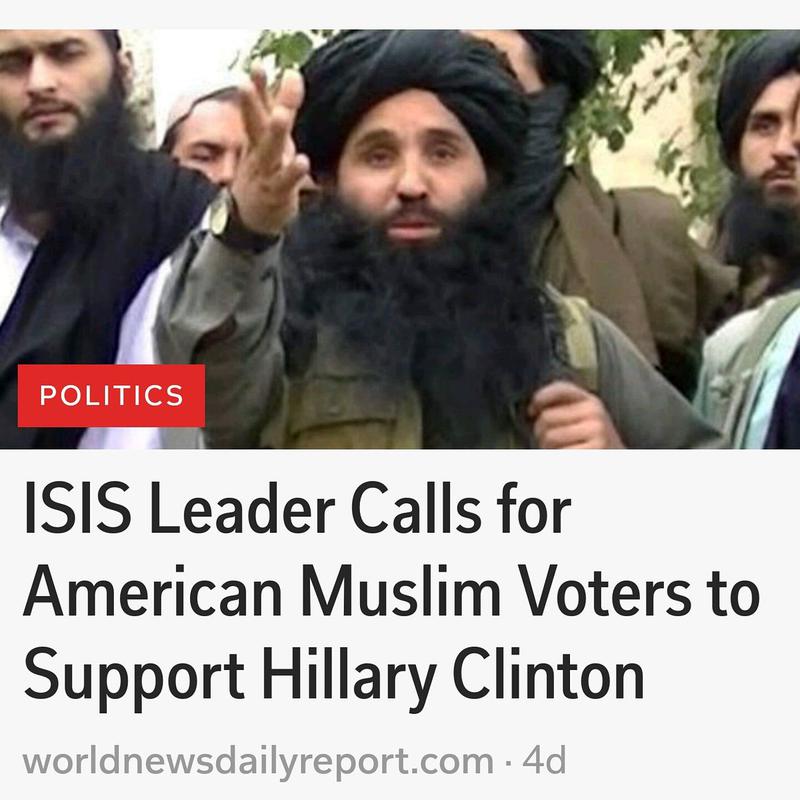 POLITICS
ISIS Leader Calls for
American Muslim Voters to
Support Hillary Clinton
worldnewsdailyreport.com · 4d